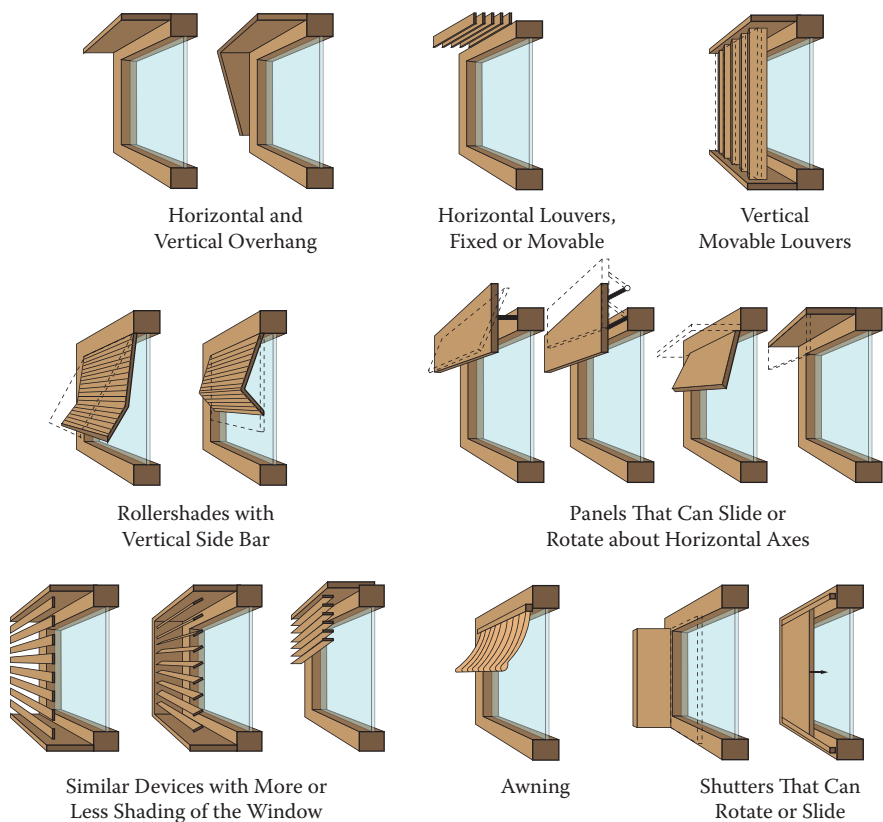 Horizontal and
Vertical Overhang
Horizontal Louvers,
Fixed or Movable
Vertical
Movable Louvers
Rollershades with
Vertical Side Bar
Panels That Can Slide or
Rotate about Horizontal Axes
Similar Devices with More or
Less Shading of the Window
Awning
Shutters That Can
Rotate or Slide